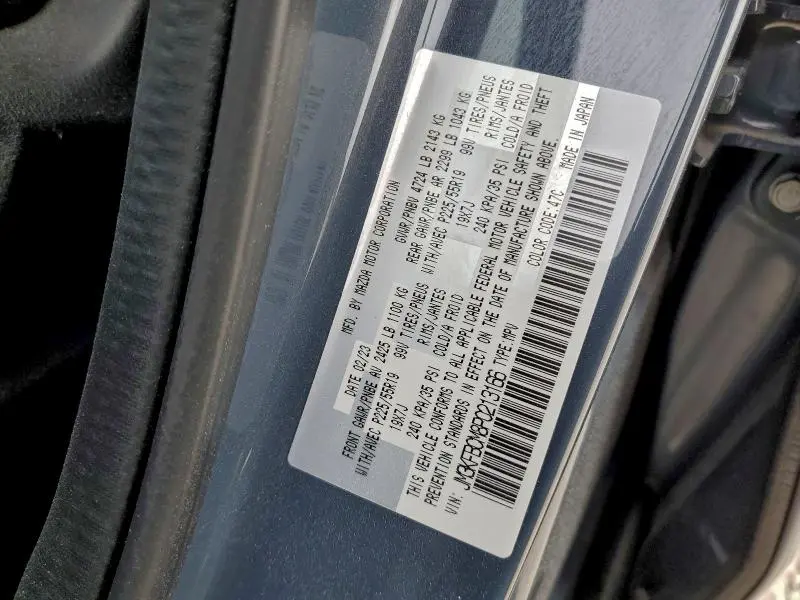 MFD. BY MAZDA MOTOR CORPORATION
DATE 02/23 GVWR/PNBV 4724 LB 2143 KG
FRONT GAWR/PNBE AV 2425 LB 1100 KG REAR GAWR/PNBE AR 2299 LB 1043 KG
WITH/AVEC P225/55R19 99V TIRES/PNEUS WITH/AVEC P225/55R19 99V TIRES/PNEUS
19X7J RIMS/JANTES 19X7J RIMS/JANTES
240 KPA/35 PSI COLD/A FROID 240 KPA/35 PSI COLD/A FROID
THIS VEHICLE CONFORMS TO ALL APPLICABLE FEDERAL MOTOR VEHICLE SAFETY AND THEFT
PREVENTION STANDARDS IN EFFECT ON THE DATE OF MANUFACTURE SHOWN ABOVE.
VIN: JM3KFBCM8P0213166 TYPE:MPV COLOR CODE:47C MADE IN JAPAN